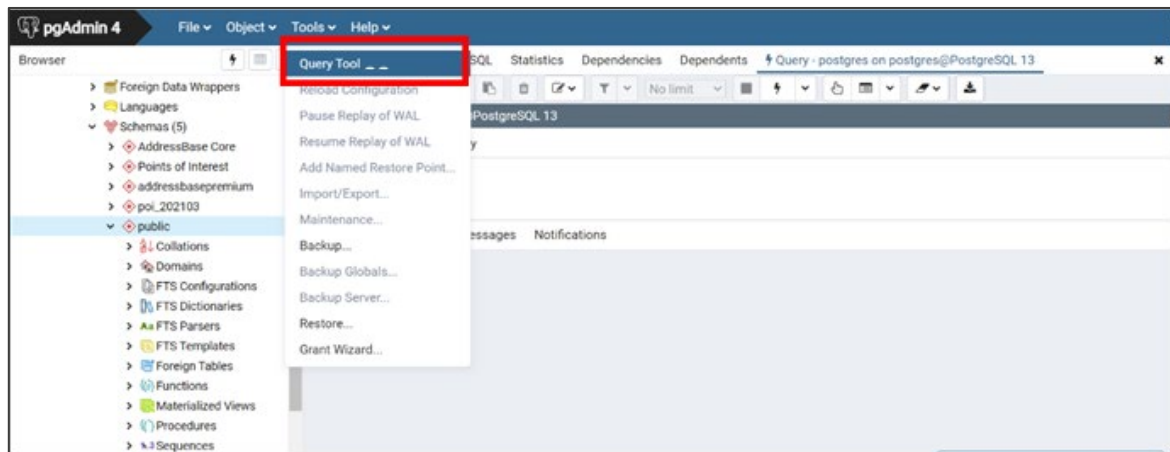 pgAdmin 4 File Object Tools Help
Browser SQL Statistics Dependencies Dependents Query - postgres on postgres@PostgreSQL 13
Query Tool _ _
Foreign Data Wrappers Reload Configuration No limit
Languages
Schemas (5) Pause Replay of WAL PostgreSQL 13
AddressBase Core Resume Replay of WAL
Points of Interest Add Named Restore Point...
addressbasepremium Import/Export...
poi_202103 Maintenance...
public essages Notifications
Collations Backup...
Domains Backup Globals...
FTS Configurations Backup Server...
FTS Dictionaries
FTS Parsers Restore...
FTS Templates Grant Wizard...
Foreign Tables
Functions
Materialized Views
Procedures
Sequences